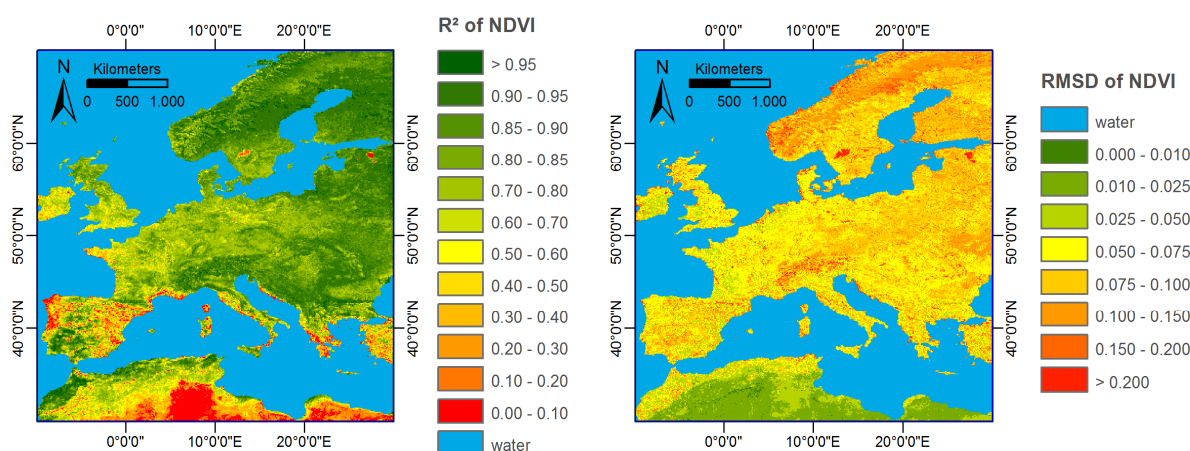 R² of NDVI
0°0'0" 10°0'0"E 20°0'0"E
N
Kilometers
0 500 1.000
60°0'0"N
50°0'0"N
40°0'0"N
0°0'0" 10°0'0"E 20°0'0"E
> 0.95
0.90 - 0.95
0.85 - 0.90
0.80 - 0.85
0.70 - 0.80
0.60 - 0.70
0.50 - 0.60
0.40 - 0.50
0.30 - 0.40
0.20 - 0.30
0.10 - 0.20
0.00 - 0.10
water
0°0'0" 10°0'0"E 20°0'0"E
N
Kilometers
0 500 1.000
60°0'0"N
50°0'0"N
40°0'0"N
0°0'0" 10°0'0"E 20°0'0"E
RMSD of NDVI
water
0.000 - 0.010
0.010 - 0.025
0.025 - 0.050
0.050 - 0.075
0.075 - 0.100
0.100 - 0.150
0.150 - 0.200
> 0.200